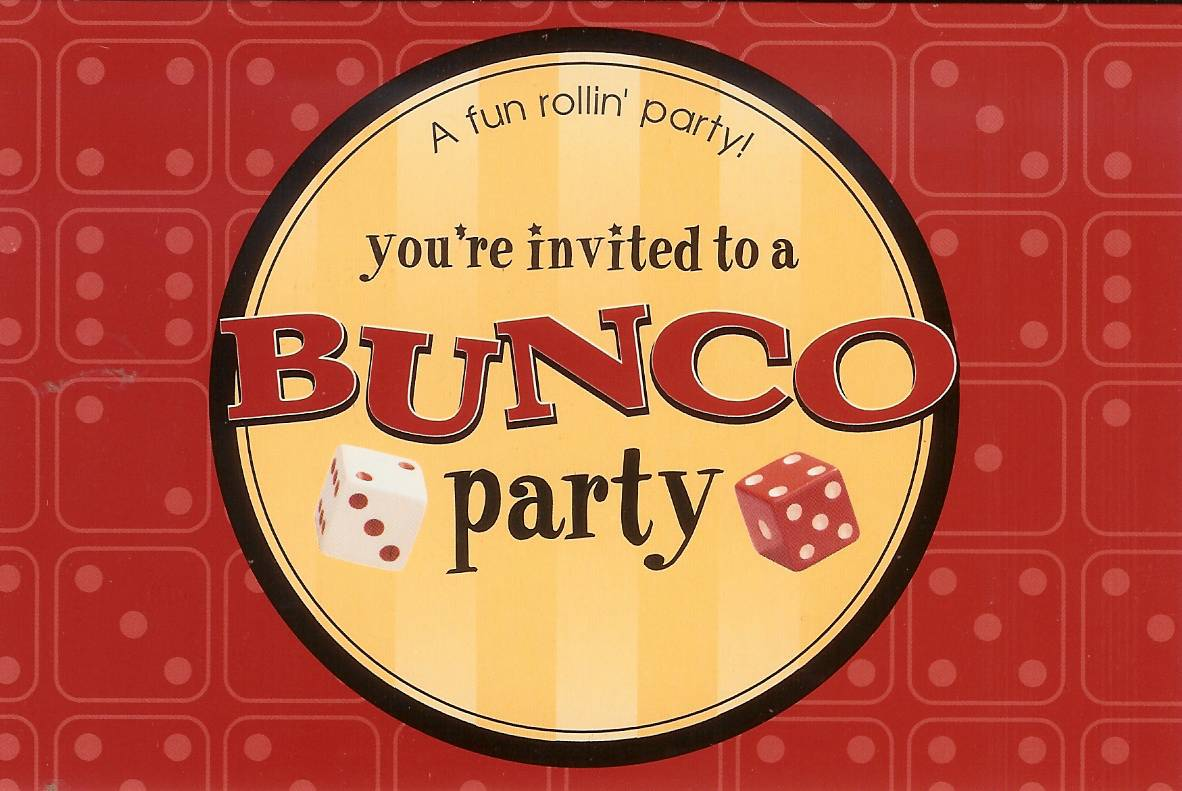 A fun rollin' party!
you're invited to a
BUNCO
party